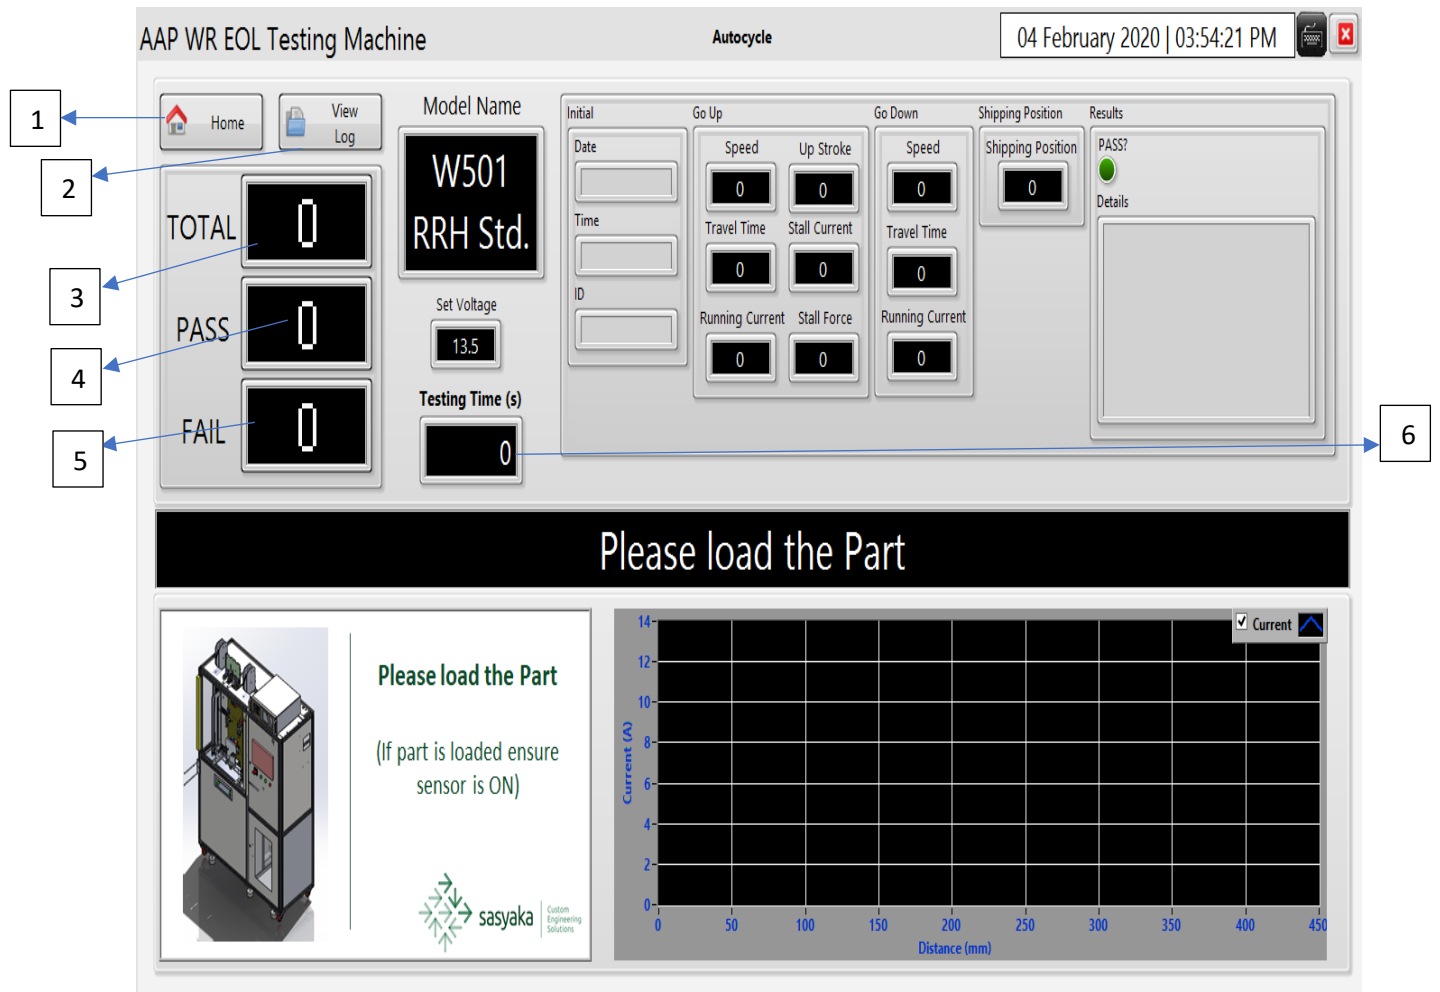 AAP WR EOL Testing Machine
Autocycle
04 February 2020 | 03:54:21 PM
1
2
3
4
5
6
Home
View
Log
TOTAL
0
PASS
0
FAIL
0
Model Name
W501
RRH Std.
Set Voltage
13.5
Testing Time (s)
0
Initial
Date
Time
ID
Go Up
Speed
0
Up Stroke
0
Travel Time
0
Stall Current
0
Running Current
0
Stall Force
0
Go Down
Speed
0
Travel Time
0
Running Current
0
Shipping Position
Shipping Position
0
Results
PASS?
Details
Please load the Part
Please load the Part
(If part is loaded ensure
sensor is ON)
sasyaka
Custom
Engineering
Solutions
Current
Current (A)
14
12
10
8
6
4
2
0
0 50 100 150 200 250 300 350 400 450
Distance (mm)